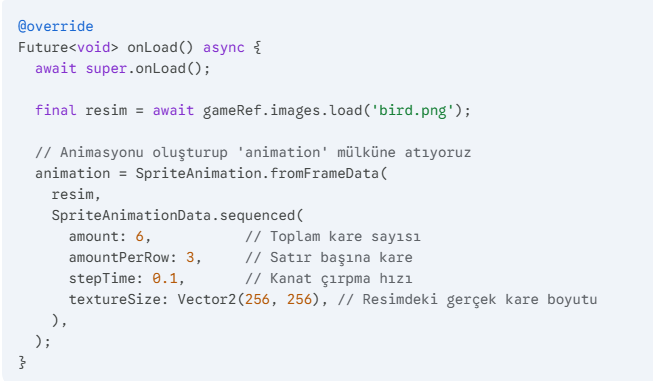 @override
Future<void> onLoad() async {
  await super.onLoad();

  final resim = await gameRef.images.load('bird.png');

  // Animasyonu oluşturup 'animation' mülküne atıyoruz
  animation = SpriteAnimation.fromFrameData(
    resim,
    SpriteAnimationData.sequenced(
      amount: 6,           // Toplam kare sayısı
      amountPerRow: 3,     // Satır başına kare
      stepTime: 0.1,       // Kanat çırpma hızı
      textureSize: Vector2(256, 256), // Resimdeki gerçek kare boyutu
    ),
  );
}